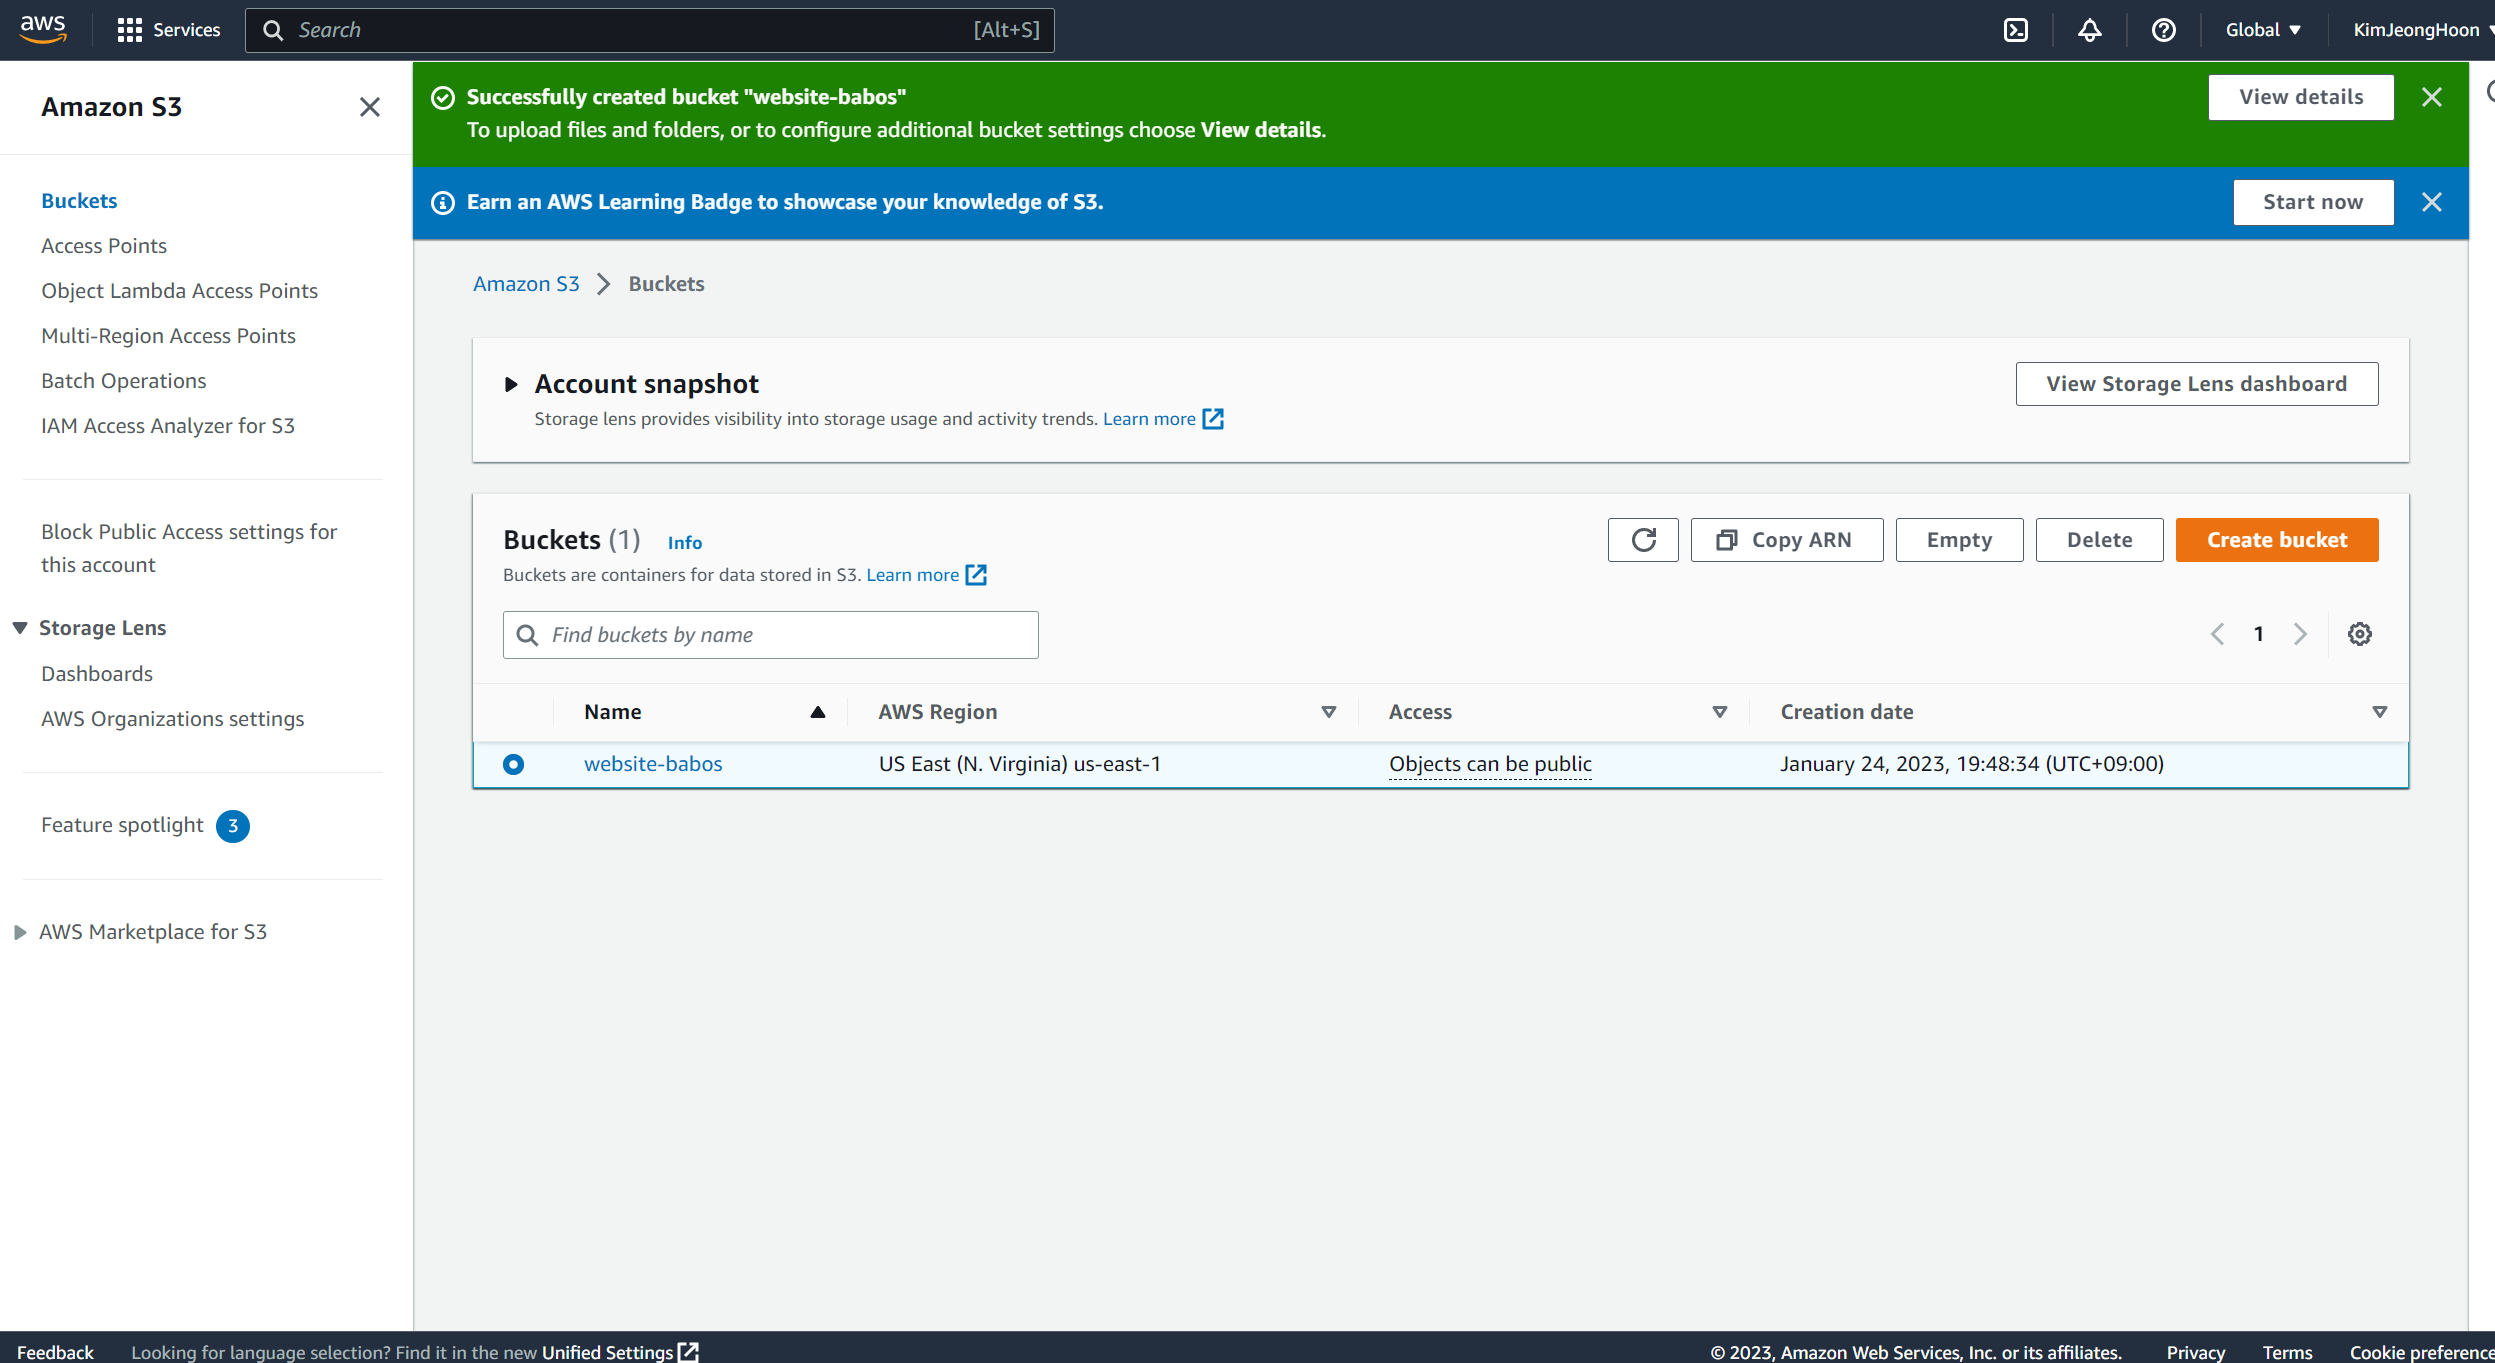 aws
Services
Search
[Alt+S]
Global
KimJeongHoon
Amazon S3
Buckets
Access Points
Object Lambda Access Points
Multi-Region Access Points
Batch Operations
IAM Access Analyzer for S3
Block Public Access settings for
this account
Storage Lens
Dashboards
AWS Organizations settings
Feature spotlight 3
AWS Marketplace for S3
Successfully created bucket "website-babos"
To upload files and folders, or to configure additional bucket settings choose View details.
View details
Earn an AWS Learning Badge to showcase your knowledge of S3.
Start now
Amazon S3 Buckets
Account snapshot
Storage lens provides visibility into storage usage and activity trends. Learn more
View Storage Lens dashboard
Buckets (1) Info
Buckets are containers for data stored in S3. Learn more
Copy ARN
Empty
Delete
Create bucket
Find buckets by name
1
Name AWS Region Access Creation date
website-babos US East (N. Virginia) us-east-1 Objects can be public January 24, 2023, 19:48:34 (UTC+09:00)
Feedback Looking for language selection? Find it in the new Unified Settings
© 2023, Amazon Web Services, Inc. or its affiliates. Privacy Terms Cookie preference